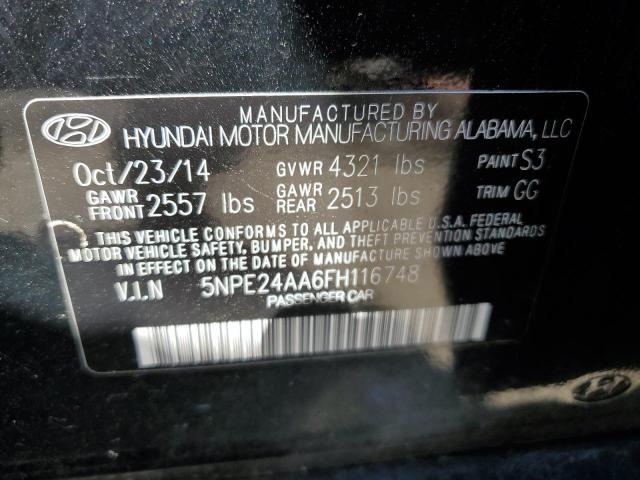 MANUFACTURED BY
HYUNDAI MOTOR MANUFACTURING ALABAMA, LLC
Oct/23/14 GVWR 4321 lbs PAINT S3
GAWR FRONT 2557 lbs GAWR REAR 2513 lbs TRIM GG
THIS VEHICLE CONFORMS TO ALL APPLICABLE U.S.A. FEDERAL
MOTOR VEHICLE SAFETY, BUMPER, AND THEFT PREVENTION STANDARDS
IN EFFECT ON THE DATE OF MANUFACTURE SHOWN ABOVE.
V.I.N 5NPE24AA6FH116748
PASSENGER CAR